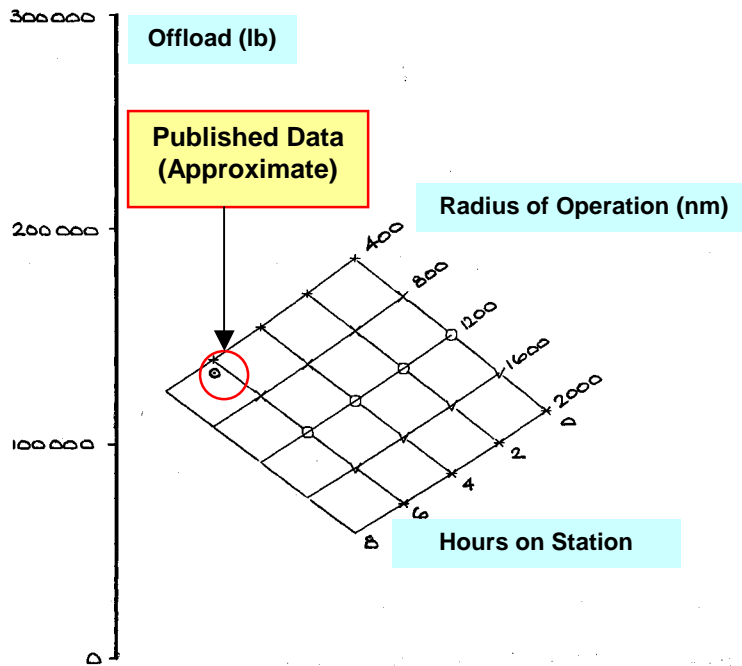 300000
Offload (lb)
Published Data
(Approximate)
Radius of Operation (nm)
200000
400
800
1200
1600
2000
0
100000
2
4
6
8
Hours on Station
0